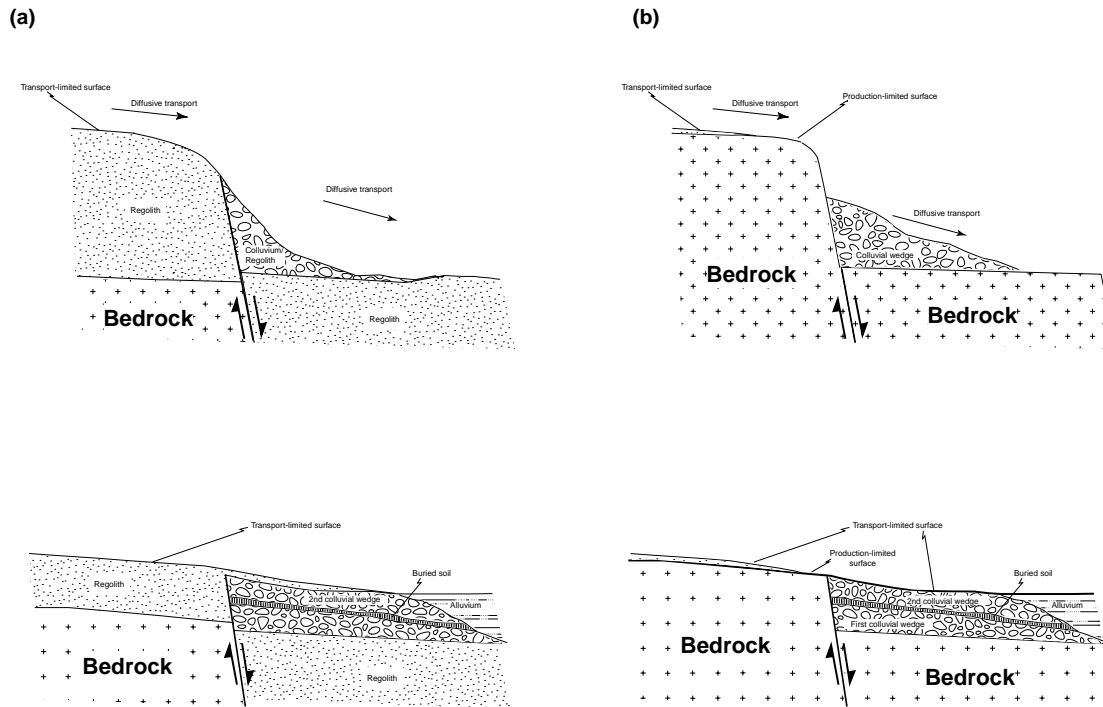 (a)
Transport-limited surface
Diffusive transport
Diffusive transport
Regolith
Colluvium/
Regolith
Bedrock
Regolith
(b)
Transport-limited surface
Diffusive transport
Production-limited surface
Diffusive transport
Colluvial wedge
Bedrock
Bedrock
Transport-limited surface
Buried soil
Regolith
2nd colluvial wedge
Alluvium
Bedrock
Regolith
Transport-limited surface
Production-limited
surface
Buried soil
2nd colluvial wedge
Alluvium
First colluvial wedge
Bedrock
Bedrock